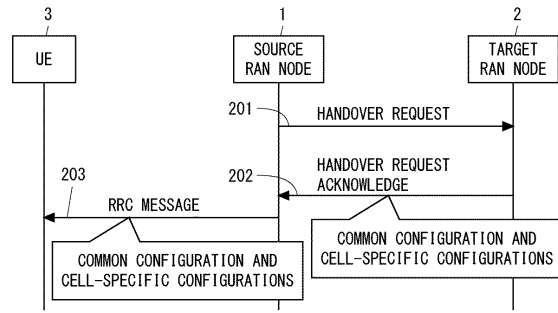 3
1
2
UE
SOURCE
RAN NODE
TARGET
RAN NODE
201
HANDOVER REQUEST
202
HANDOVER REQUEST
ACKNOWLEDGE
203
RRC MESSAGE
COMMON CONFIGURATION AND
CELL-SPECIFIC CONFIGURATIONS
COMMON CONFIGURATION AND
CELL-SPECIFIC CONFIGURATIONS